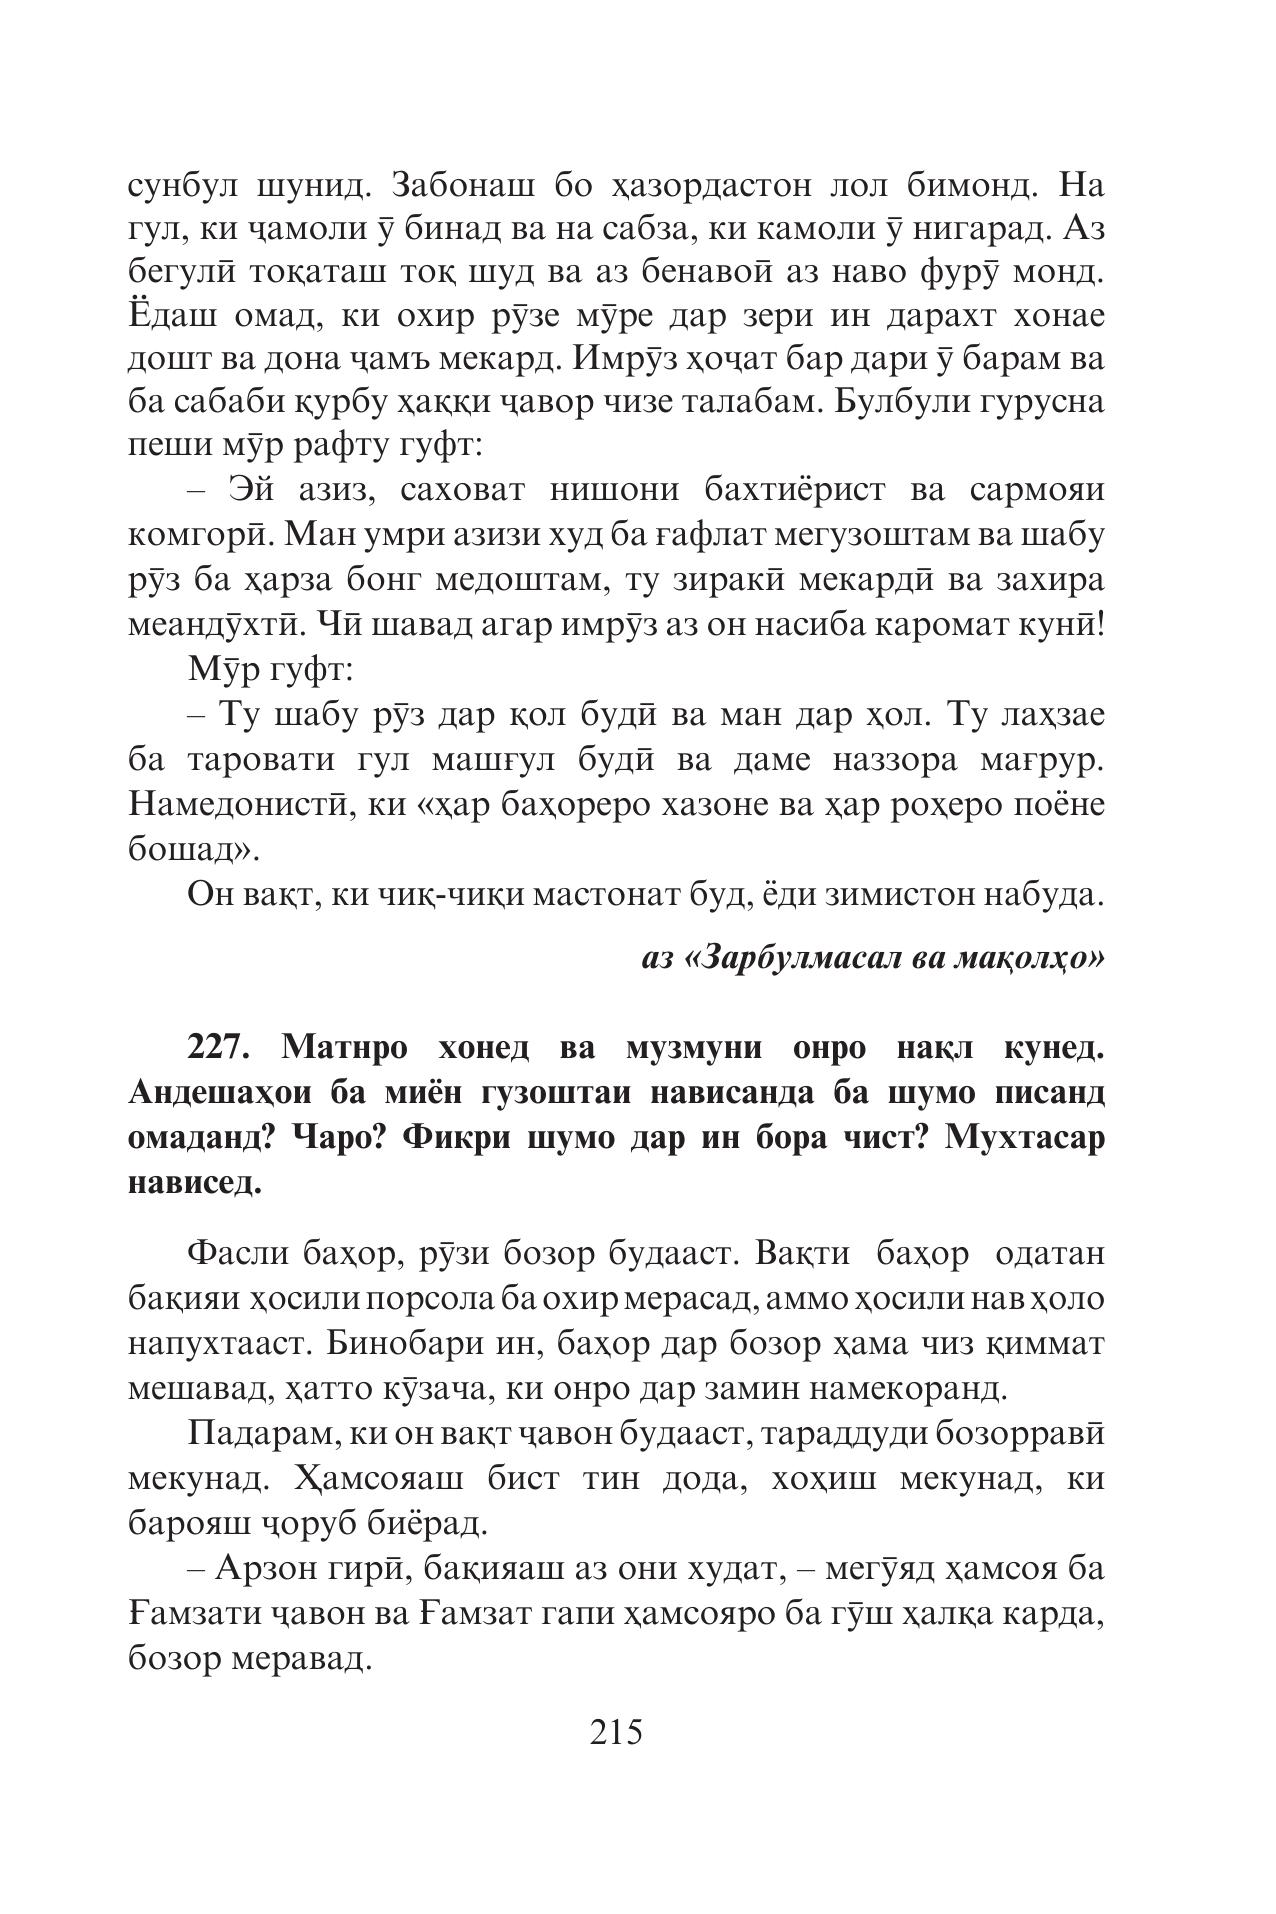 сунбул шунид. Забонаш бо ҳазордастон лол бимонд. На
гул, ки ҷамоли ӯ бинад ва на сабза, ки камоли ӯ нигарад. Аз
бегулӣ тоқаташ тоқ шуд ва аз бенавоӣ аз наво фурӯ монд.
Ёдаш омад, ки охир рӯзе мӯре дар зери ин дарахт хонае
дошт ва дона ҷамъ мекард. Имрӯз ҳоҷат бар дари ӯ барам ва
ба сабаби қурбу ҳаққи ҷавор чизе талабам. Булбули гурусна
пеши мӯр рафту гуфт:
– Эй азиз, саховат нишони бахтиёрист ва сармояи
комгорӣ. Ман умри азизи худ ба ғафлат мегузоштам ва шабу
рӯз ба ҳарза бонг медоштам, ту зиракӣ мекардӣ ва захира
меандӯхтӣ. Чӣ шавад агар имрӯз аз он насиба каромат кунӣ!
Мӯр гуфт:
– Ту шабу рӯз дар қол будӣ ва ман дар ҳол. Ту лаҳзае
ба таровати гул машғул будӣ ва даме наззора мағрур.
Намедонистӣ, ки «ҳар баҳореро хазоне ва ҳар роҳеро поёне
бошад».
Он вақт, ки чиқ-чиқи мастонат буд, ёди зимистон набуда.
аз «Зарбулмасал ва мақолҳо»
227. Матнро хонед ва музмуни онро нақл кунед.
Андешаҳои ба миён гузоштаи нависанда ба шумо писанд
омаданд? Чаро? Фикри шумо дар ин бора чист? Мухтасар
нависед.
Фасли баҳор, рӯзи бозор будааст. Вақти баҳор одатан
бақияи ҳосили порсола ба охир мерасад, аммо ҳосили нав ҳоло
напухтааст. Бинобари ин, баҳор дар бозор ҳама чиз қиммат
мешавад, ҳатто кӯзача, ки онро дар замин намекоранд.
Падарам, ки он вақт ҷавон будааст, тараддуди бозорравӣ
мекунад. Ҳамсояаш бист тин дода, хоҳиш мекунад, ки
барояш ҷоруб биёрад.
– Арзон гирӣ, бақияаш аз они худат, – мегӯяд ҳамсоя ба
Ғамзати ҷавон ва Ғамзат гапи ҳамсояро ба гӯш ҳалқа карда,
бозор меравад.
215